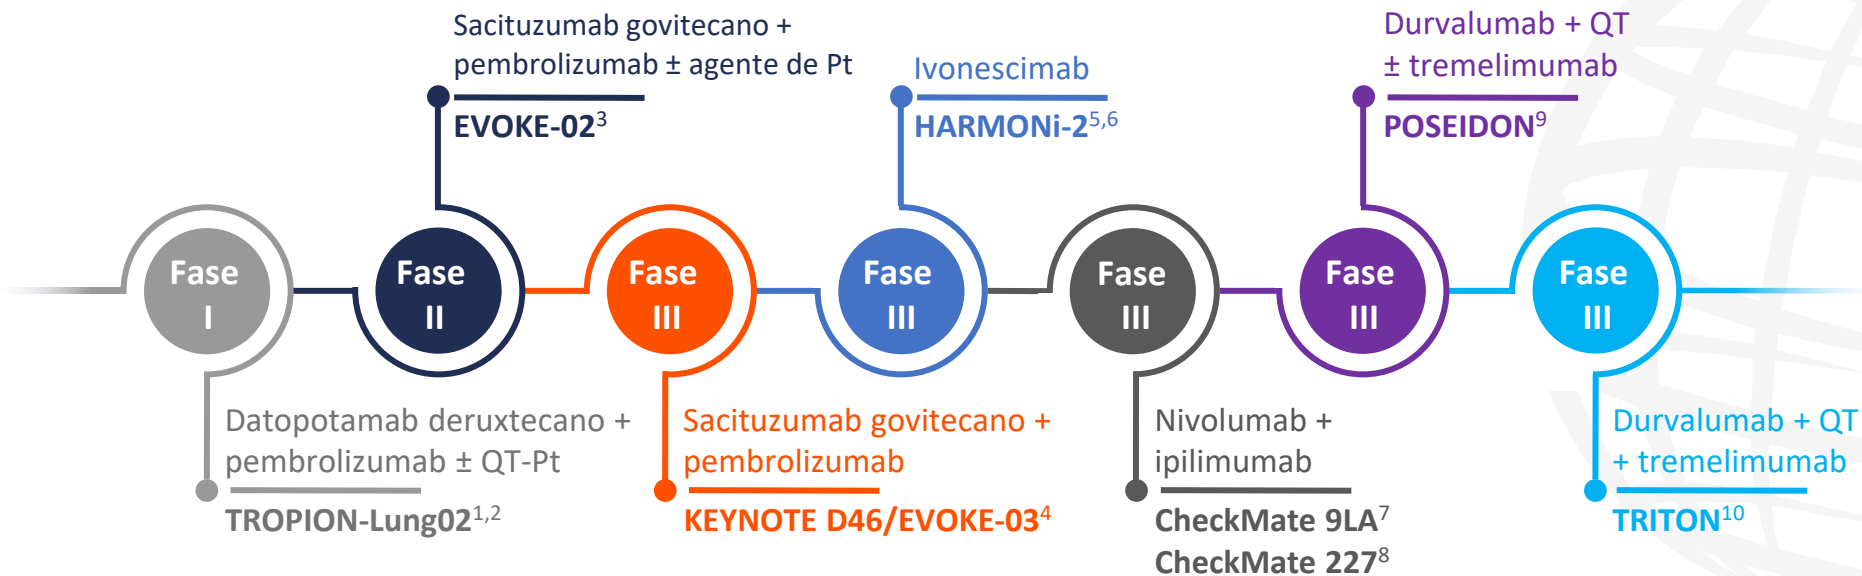 Sacituzumab govitecano +
pembrolizumab ± agente de Pt
EVOKE-02³
Ivonescimab
HARMONi-2⁵,⁶
Durvalumab + QT
± tremelimumab
POSEIDON⁹
Fase
I
Fase
II
Fase
III
Fase
III
Fase
III
Fase
III
Fase
III
Datopotamab deruxtecano +
pembrolizumab ± QT-Pt
TROPION-Lung02¹,²
Sacituzumab govitecano +
pembrolizumab
KEYNOTE D46/EVOKE-03⁴
Nivolumab +
ipilimumab
CheckMate 9LA⁷
CheckMate 227⁸
Durvalumab + QT
+ tremelimumab
TRITON¹⁰